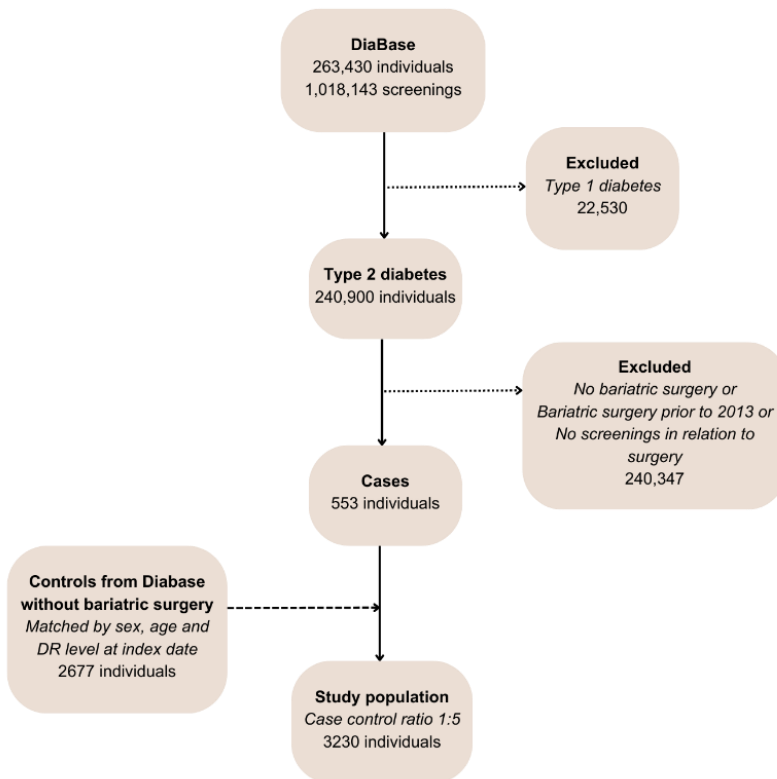 DiaBase
263,430 individuals
1,018,143 screenings
Excluded
Type 1 diabetes
22,530
Type 2 diabetes
240,900 individuals
Excluded
No bariatric surgery or
Bariatric surgery prior to 2013 or
No screenings in relation to
surgery
240,347
Cases
553 individuals
Controls from Diabase
without bariatric surgery
Matched by sex, age and
DR level at index date
2677 individuals
Study population
Case control ratio 1:5
3230 individuals